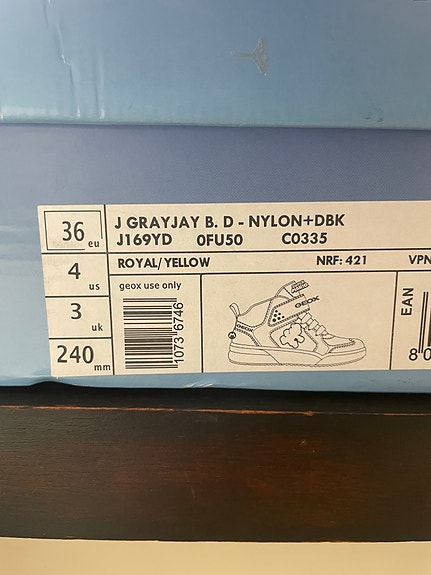 36 eu
J GRAYJAY B. D - NYLON+DBK
J169YD 0FU50 C0335
4 us
ROYAL/YELLOW NRF: 421 VPN
geox use only
3 uk
1073 6746
GEOX
GEOX
EAN
240 mm
8 0